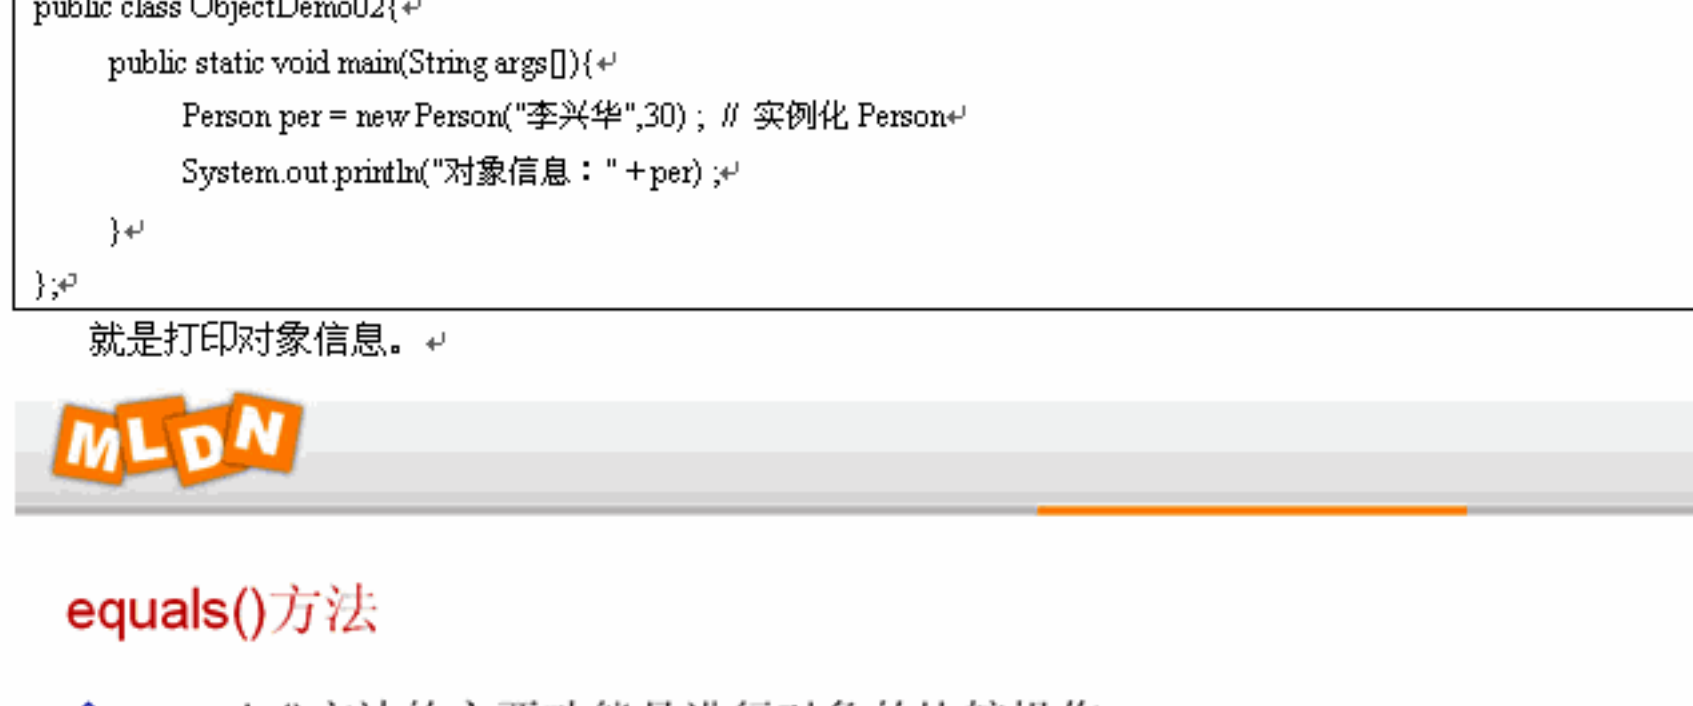 public class ObjectDemo02{
public static void main(String args[]){
Person per = new Person("李兴华",30) ; // 实例化 Person
System.out.println("对象信息：" + per) ;
}
};
就是打印对象信息。
MLDN
equals()方法